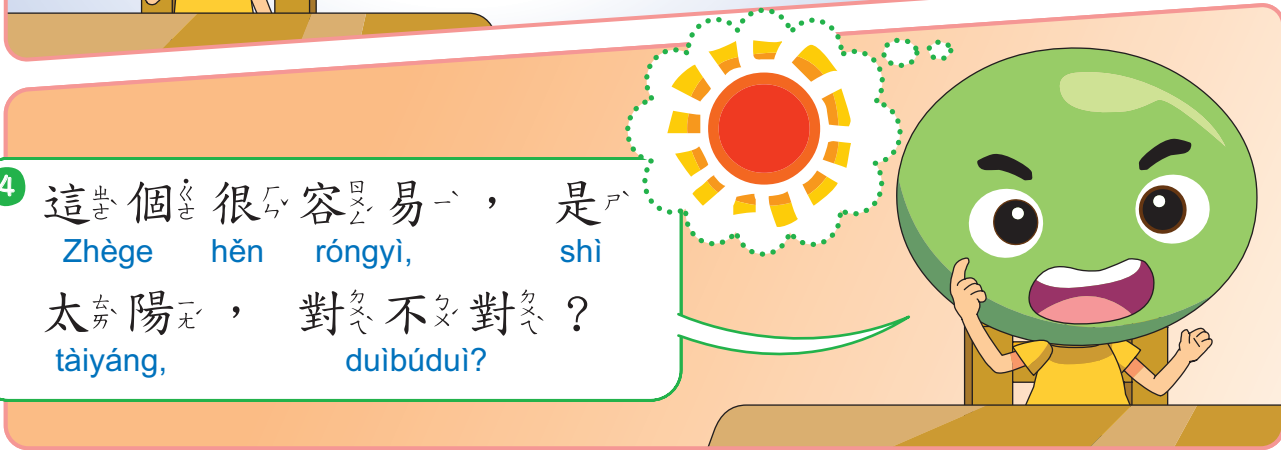 4
這ㄓㄜˋ個˙ㄍㄜ很ㄏㄣˇ容ㄖㄨㄥˊ易ㄧˋ，是ㄕˋ
Zhège hěn róngyì, shì
太ㄊㄞˋ陽ㄧㄤˊ，對ㄉㄨㄟˋ不ㄅㄨˊ對ㄉㄨㄟˋ？
tàiyáng, duìbúduì?